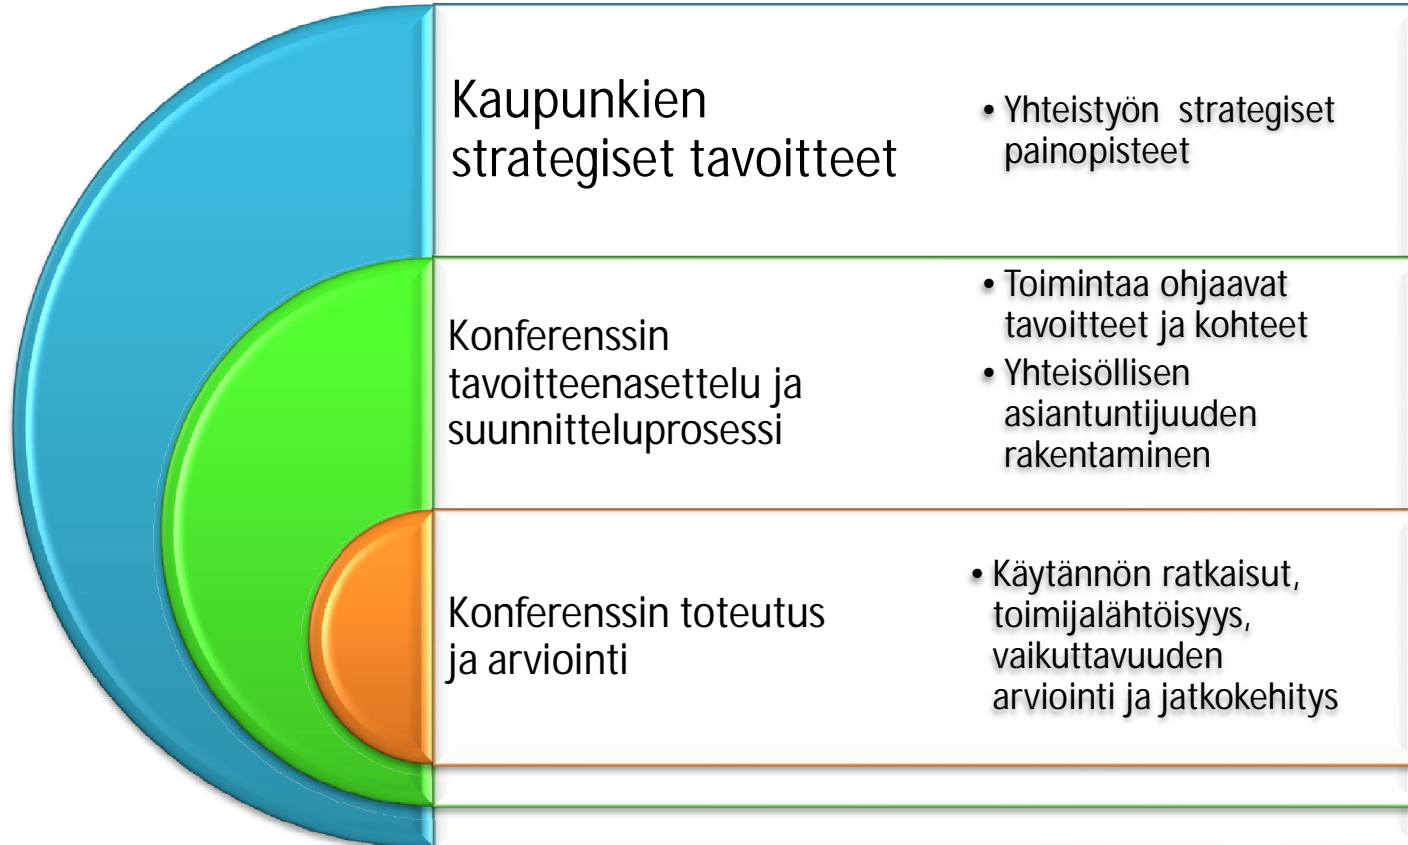 Kaupunkien
strategiset tavoitteet
• Yhteistyön strategiset
painopisteet
Konferenssin
tavoitteenasettelu ja
suunnitteluprosessi
• Toimintaa ohjaavat
tavoitteet ja kohteet
• Yhteisöllisen
asiantuntijuuden
rakentaminen
Konferenssin toteutus
ja arviointi
• Käytännön ratkaisut,
toimijalähtöisyys,
vaikuttavuuden
arviointi ja jatkokehitys